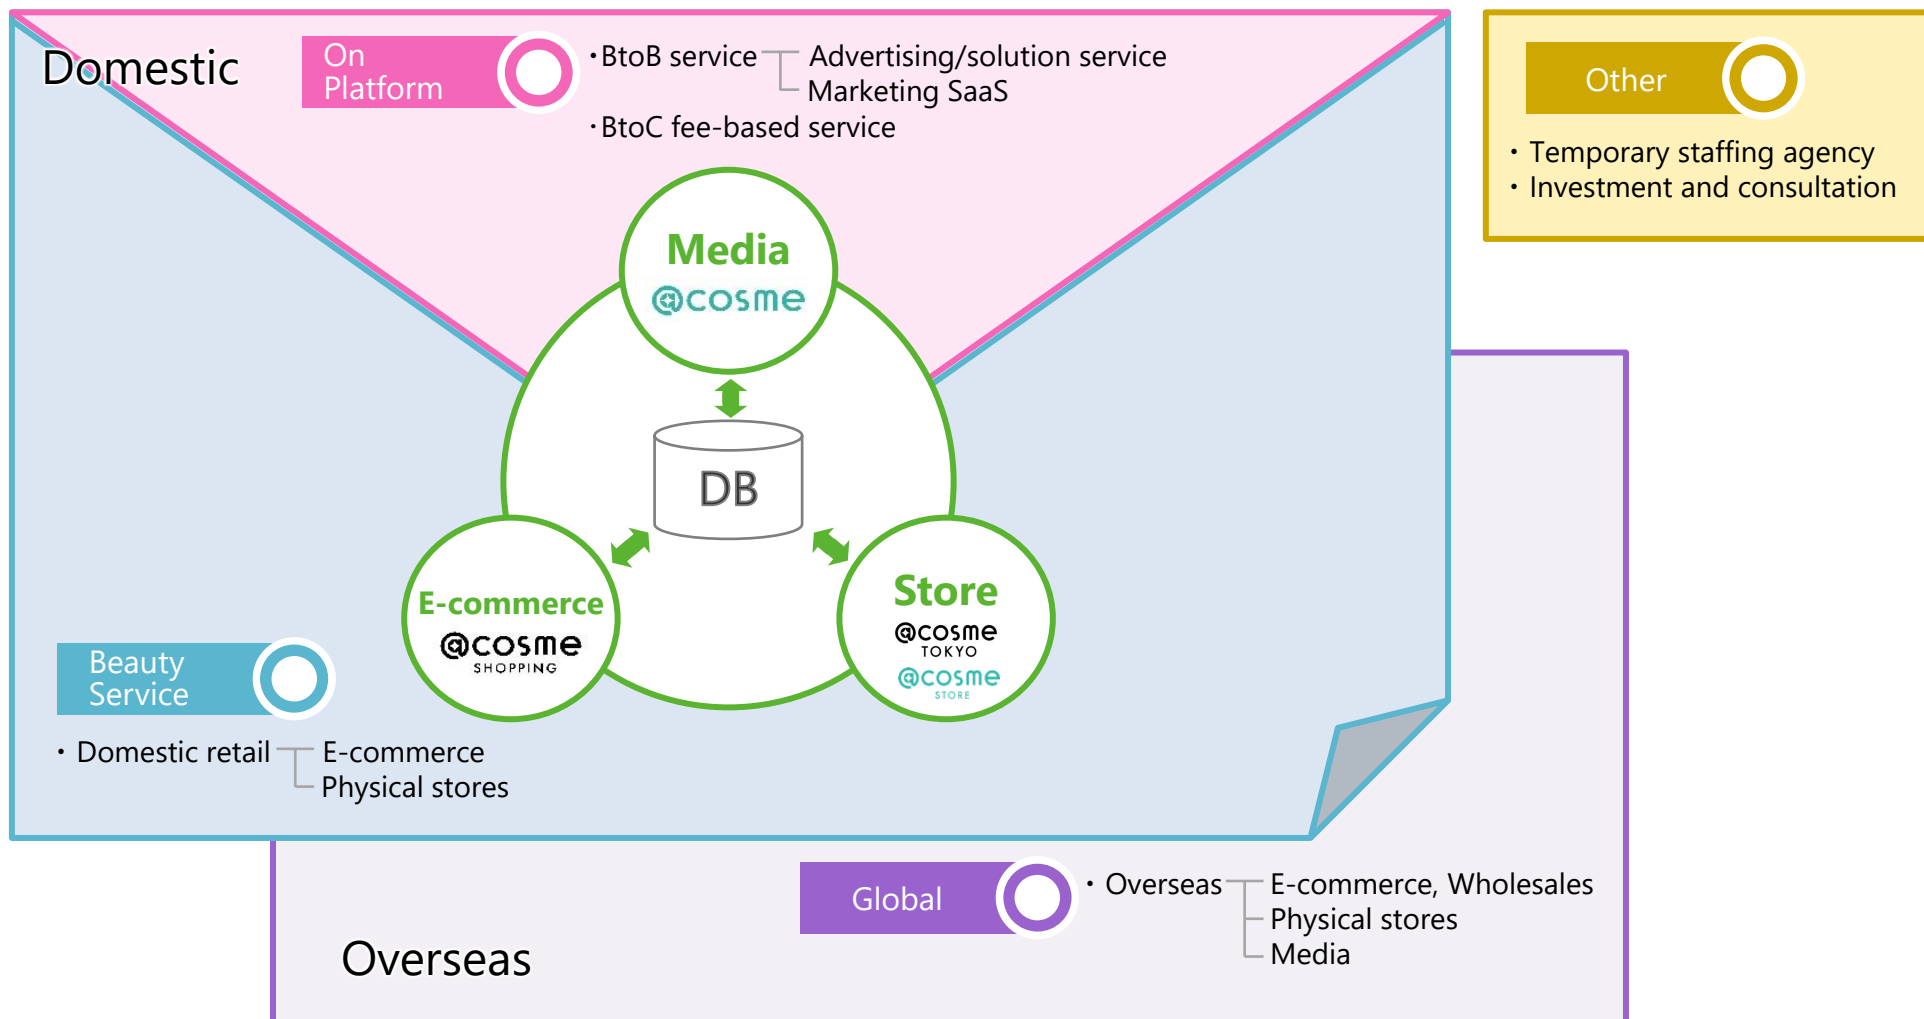 Domestic
On
Platform
・BtoB service
Advertising/solution service
Marketing SaaS
・BtoC fee-based service
Other
・ Temporary staffing agency
・ Investment and consultation
Media
@cosme
DB
E-commerce
@cosme
SHOPPING
Store
@cosme
TOKYO
@cosme
STORE
Beauty
Service
・ Domestic retail
E-commerce
Physical stores
Global
・ Overseas
E-commerce, Wholesales
Physical stores
Media
Overseas